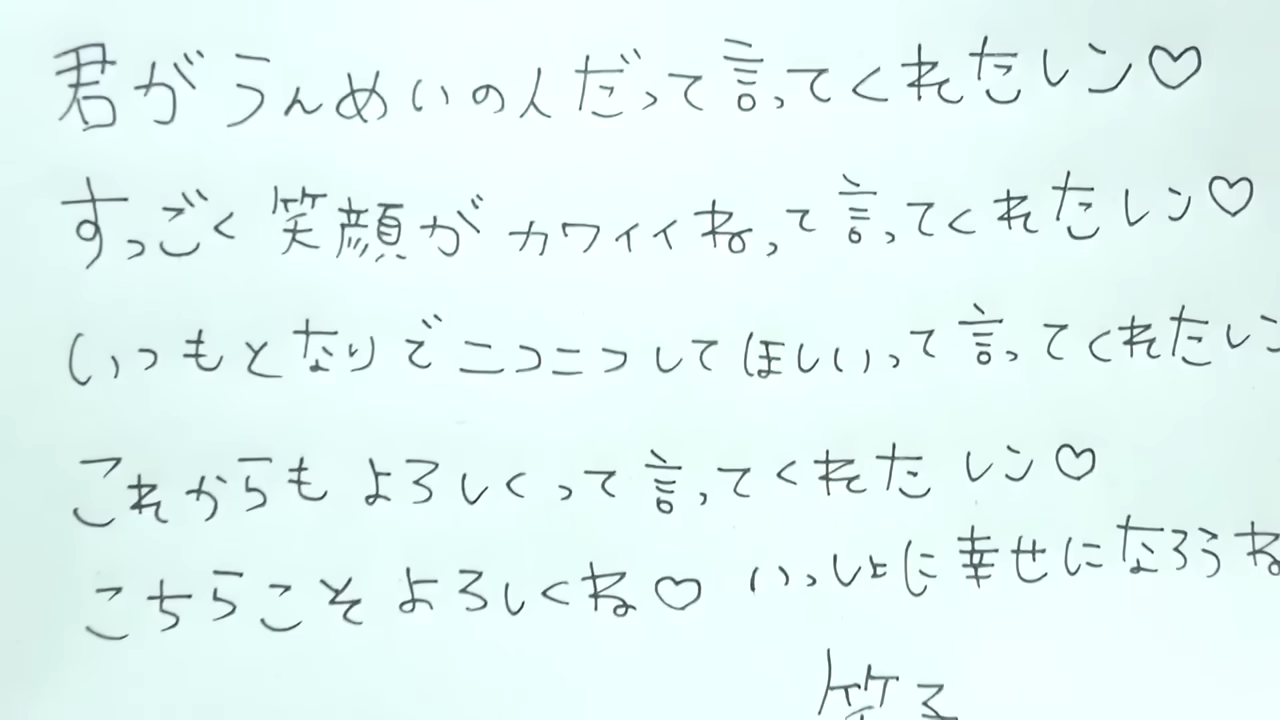 君がうんめいの人だって言ってくれたレン♡
すっごく笑顔がカワイイねって言ってくれたレン♡
いつもとなりでニコニコしてほしいって言ってくれたレン
これからもよろしくって言ってくれたレン♡
こちらこそよろしくね♡ いっしょに幸せになろうね